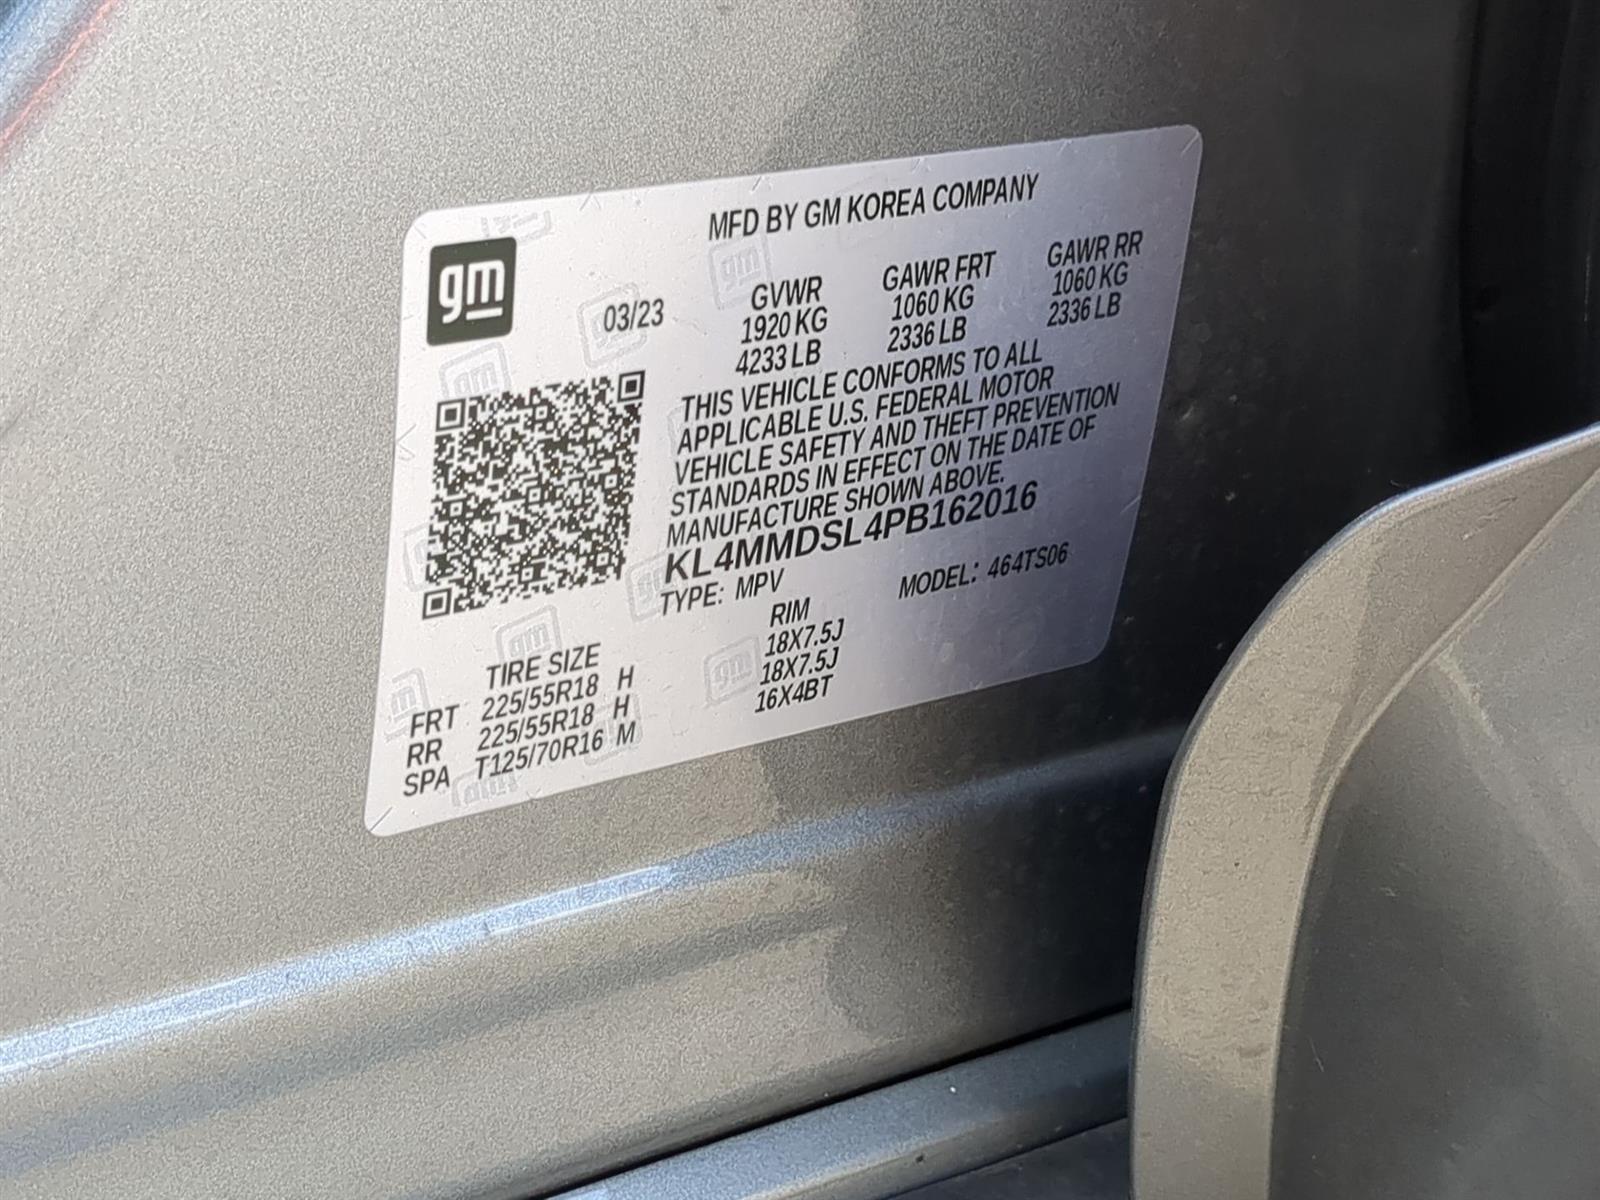 MFD BY GM KOREA COMPANY
gm
03/23
GVWR GAWR FRT GAWR RR
1920 KG 1060 KG 1060 KG
4233 LB 2336 LB 2336 LB
THIS VEHICLE CONFORMS TO ALL
APPLICABLE U.S. FEDERAL MOTOR
VEHICLE SAFETY AND THEFT PREVENTION
STANDARDS IN EFFECT ON THE DATE OF
MANUFACTURE SHOWN ABOVE.
KL4MMDSL4PB162016
TYPE: MPV MODEL: 464TS06
TIRE SIZE RIM
FRT 225/55R18 H 18X7.5J
RR 225/55R18 H 18X7.5J
SPA T125/70R16 M 16X4BT